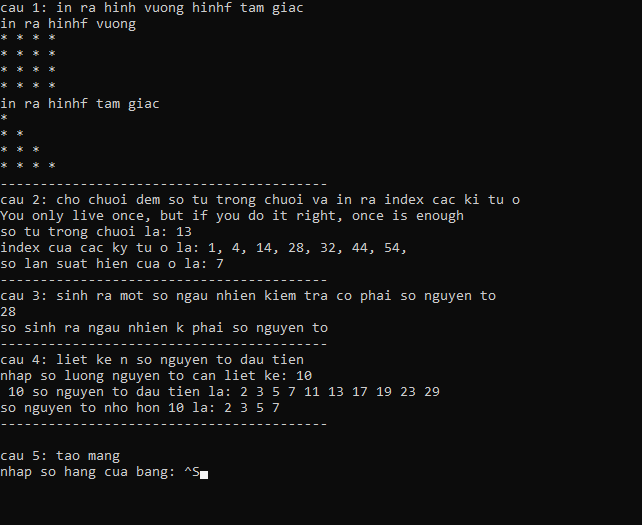 cau 1: in ra hinh vuong hinhf tam giac
in ra hinhf vuong
* * * *
* * * *
* * * *
* * * *
in ra hinhf tam giac
*
* *
* * *
* * * *
-----------------------------------------
cau 2: cho chuoi dem so tu trong chuoi va in ra index cac ki tu o
You only live once, but if you do it right, once is enough
so tu trong chuoi la: 13
index cua cac ky tu o la: 1, 4, 14, 28, 32, 44, 54,
so lan suat hien cua o la: 7
-----------------------------------------
cau 3: sinh ra mot so ngau nhien kiem tra co phai so nguyen to
28
so sinh ra ngau nhien k phai so nguyen to
-----------------------------------------
cau 4: liet ke n so nguyen to dau tien
nhap so luong nguyen to can liet ke: 10
 10 so nguyen to dau tien la: 2 3 5 7 11 13 17 19 23 29
so nguyen to nho hon 10 la: 2 3 5 7
-----------------------------------------
cau 5: tao mang
nhap so hang cua bang: ^S